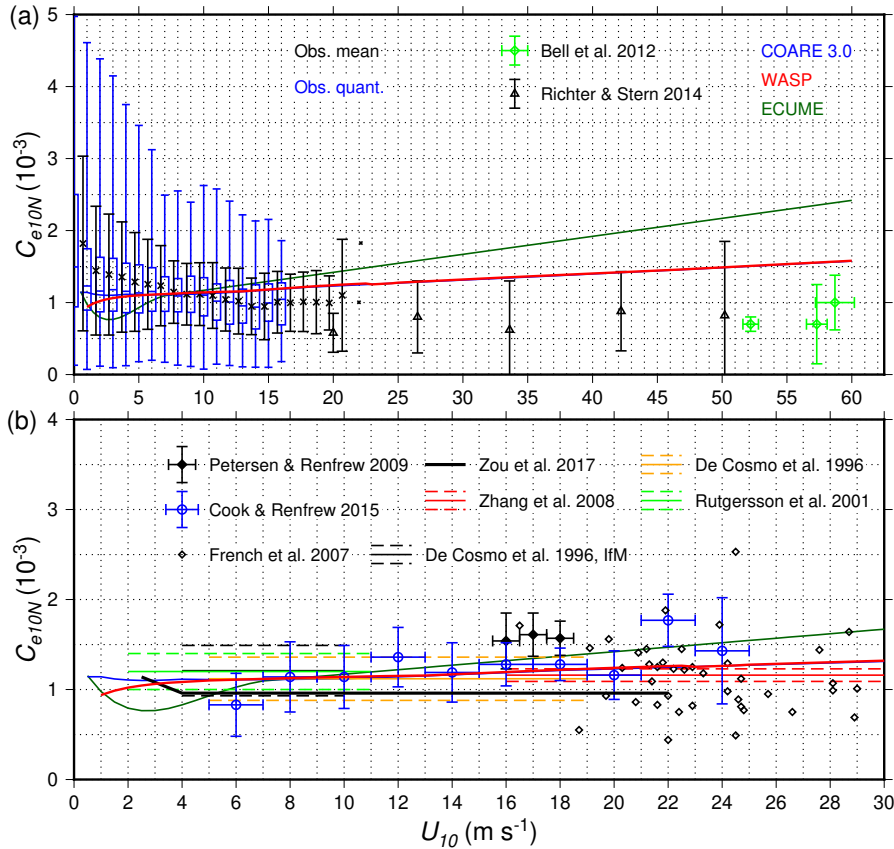 (a)
5
4
3
2
1
0
C_e10N (10^-3)
Obs. mean
Obs. quant.
Bell et al. 2012
Richter & Stern 2014
COARE 3.0
WASP
ECUME
0 5 10 15 20 25 30 35 40 45 50 55 60
(b)
4
3
2
1
0
C_e10N (10^-3)
Petersen & Renfrew 2009
Zou et al. 2017
De Cosmo et al. 1996
Cook & Renfrew 2015
Zhang et al. 2008
Rutgersson et al. 2001
French et al. 2007
De Cosmo et al. 1996, IfM
0 2 4 6 8 10 12 14 16 18 20 22 24 26 28 30
U_10 (m s^-1)